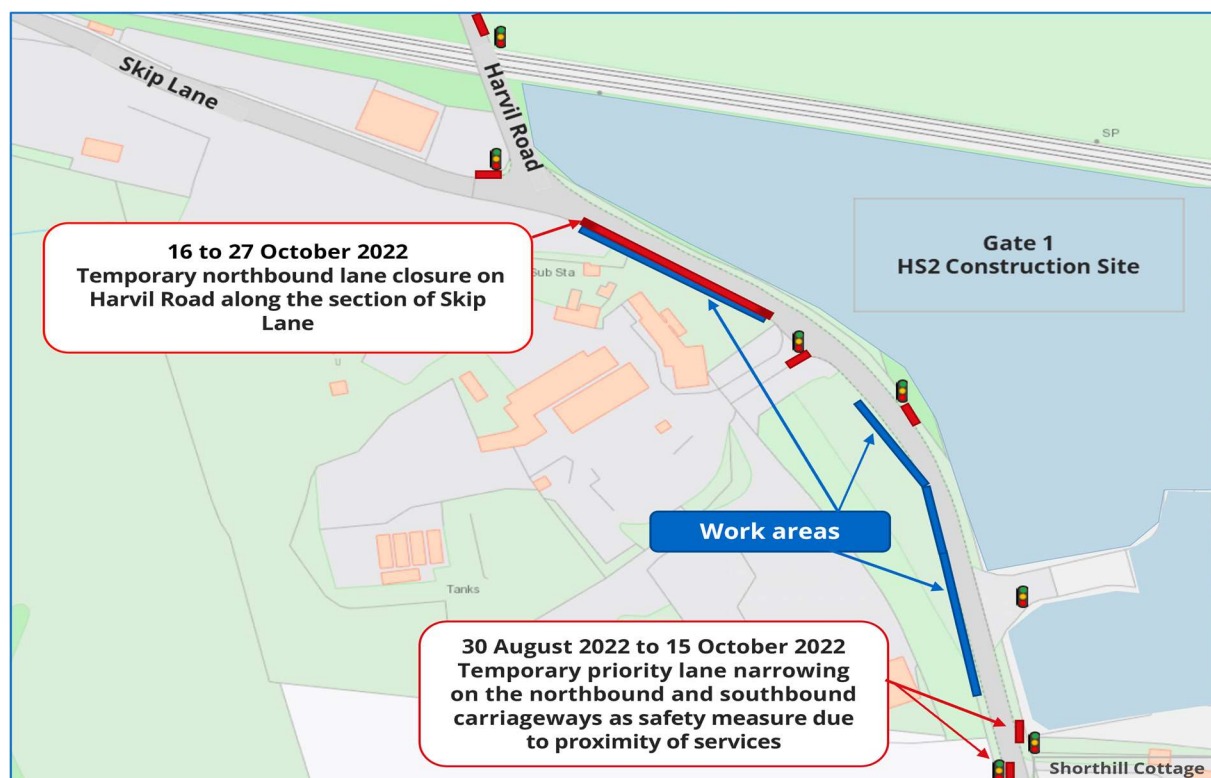 Skip Lane
Harvil Road
SP
16 to 27 October 2022
Temporary northbound lane closure on
Harvil Road along the section of Skip
Lane
Gate 1
HS2 Construction Site
Sub Sta
Work areas
Tanks
30 August 2022 to 15 October 2022
Temporary priority lane narrowing
on the northbound and southbound
carriageways as safety measure due
to proximity of services
Shorthill Cottage